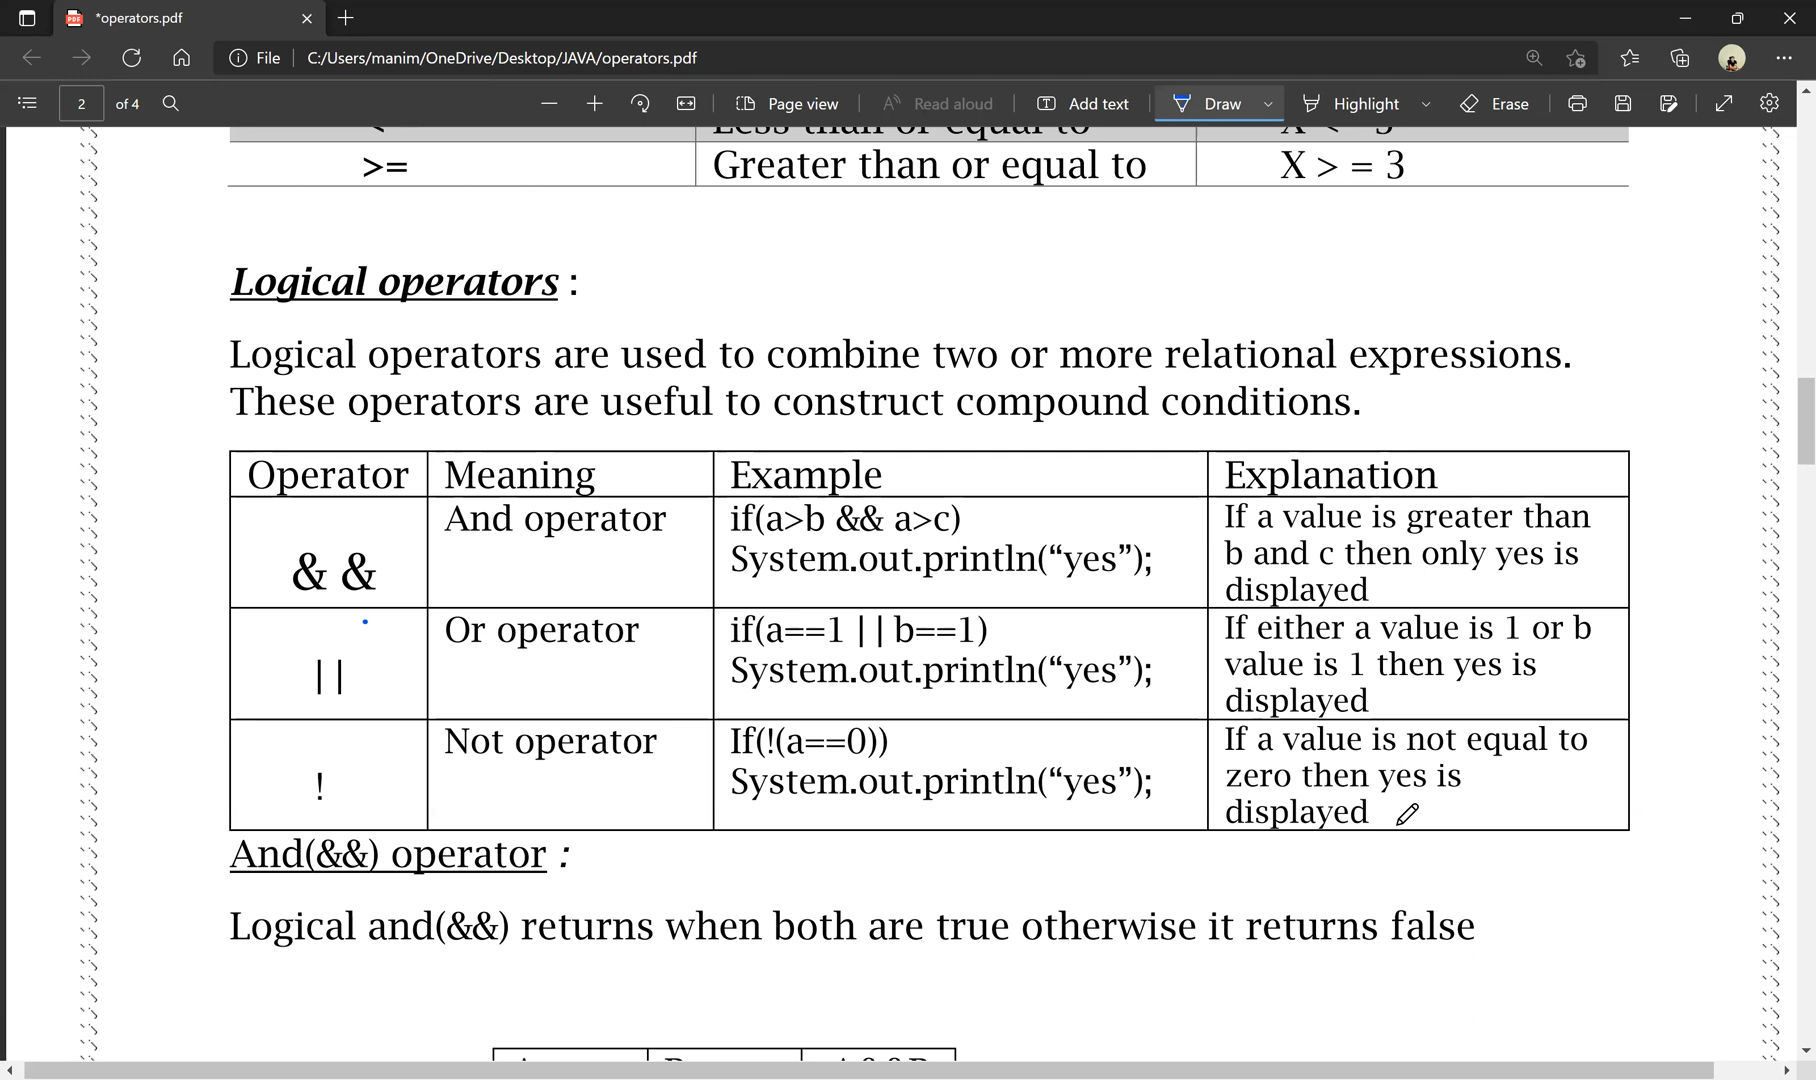 *operators.pdf
File C:/Users/manim/OneDrive/Desktop/JAVA/operators.pdf
2 of 4 Page view Read aloud Add text Draw Highlight Erase
Less than or equal to
>= Greater than or equal to X > = 3
Logical operators :
Logical operators are used to combine two or more relational expressions.
These operators are useful to construct compound conditions.
Operator Meaning Example Explanation
& & And operator if(a>b && a>c) If a value is greater than
System.out.println(“yes”); b and c then only yes is
displayed
|| Or operator if(a==1 || b==1) If either a value is 1 or b
System.out.println(“yes”); value is 1 then yes is
displayed
! Not operator If(!(a==0)) If a value is not equal to
System.out.println(“yes”); zero then yes is
displayed
And(&&) operator :
Logical and(&&) returns when both are true otherwise it returns false